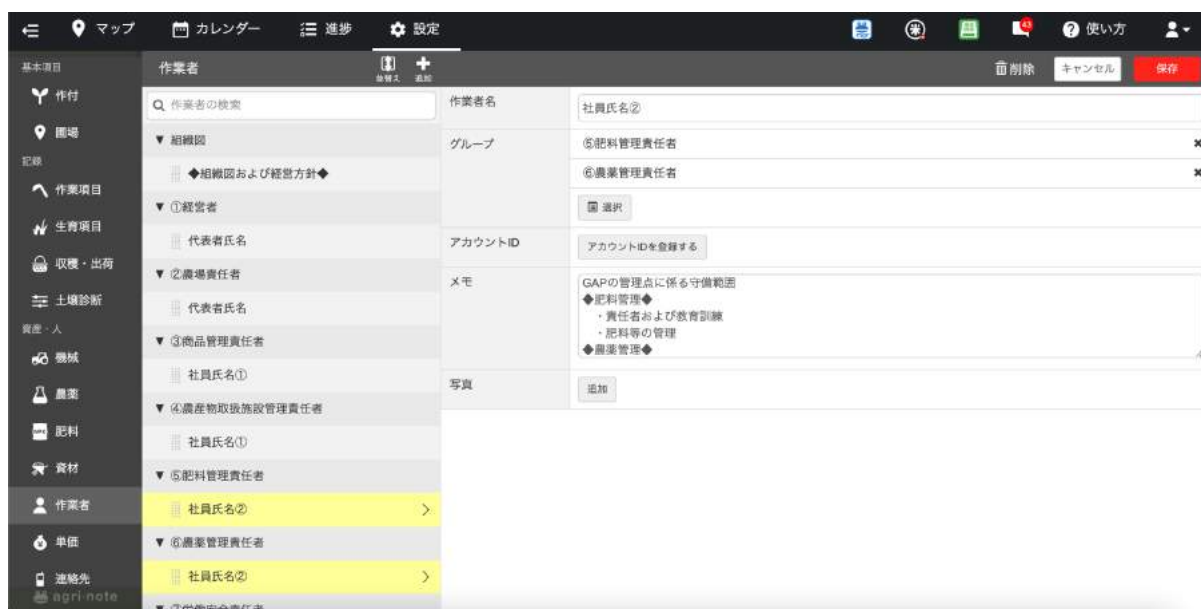 マップ
カレンダー
進捗
設定
43
使い方
基本項目
作付
圃場
記録
作業項目
生育項目
収穫・出荷
土壌診断
資産・人
機械
農薬
肥料
資材
作業者
単価
連絡先
agri-note
作業者
並替え
追加
作業者の検索
▼ 組織図
◆組織図および経営方針◆
▼ ①経営者
代表者氏名
▼ ②農場責任者
代表者氏名
▼ ③商品管理責任者
社員氏名①
▼ ④農産物取扱施設管理責任者
社員氏名①
▼ ⑤肥料管理責任者
社員氏名②
▼ ⑥農薬管理責任者
社員氏名②
▼ ⑦労働安全責任者
削除
キャンセル
保存
作業者名
社員氏名②
グループ
⑤肥料管理責任者
⑥農薬管理責任者
選択
アカウントID
アカウントIDを登録する
メモ
GAPの管理点に係る守備範囲
◆肥料管理◆
・責任者および教育訓練
・肥料等の管理
◆農薬管理◆
写真
追加